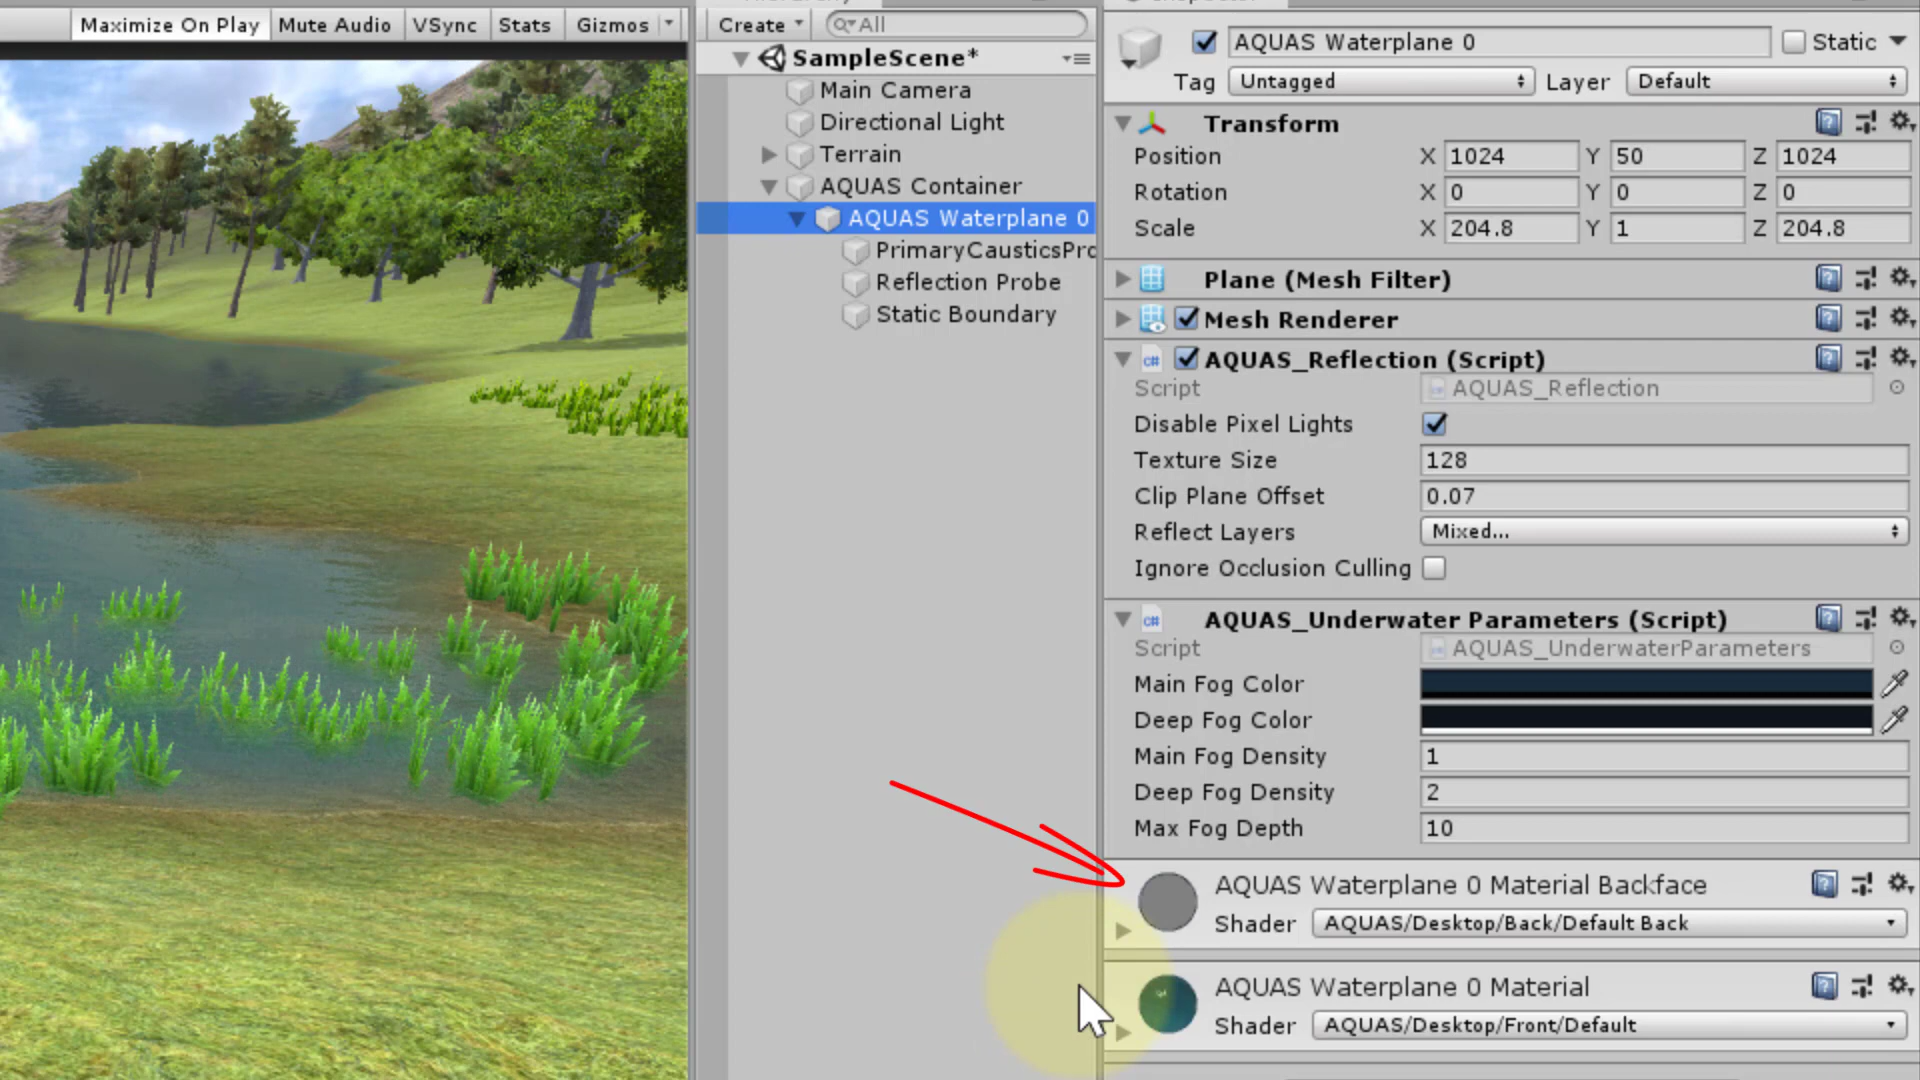 Maximize On Play Mute Audio VSync Stats Gizmos
Create All
SampleScene*
Main Camera
Directional Light
Terrain
AQUAS Container
AQUAS Waterplane 0
PrimaryCausticsPro
Reflection Probe
Static Boundary
AQUAS Waterplane 0 Static
Tag Untagged Layer Default
Transform
Position X 1024 Y 50 Z 1024
Rotation X 0 Y 0 Z 0
Scale X 204.8 Y 1 Z 204.8
Plane (Mesh Filter)
Mesh Renderer
AQUAS_Reflection (Script)
Script AQUAS_Reflection
Disable Pixel Lights
Texture Size 128
Clip Plane Offset 0.07
Reflect Layers Mixed...
Ignore Occlusion Culling
AQUAS_Underwater Parameters (Script)
Script AQUAS_UnderwaterParameters
Main Fog Color
Deep Fog Color
Main Fog Density 1
Deep Fog Density 2
Max Fog Depth 10
AQUAS Waterplane 0 Material Backface
Shader AQUAS/Desktop/Back/Default Back
AQUAS Waterplane 0 Material
Shader AQUAS/Desktop/Front/Default